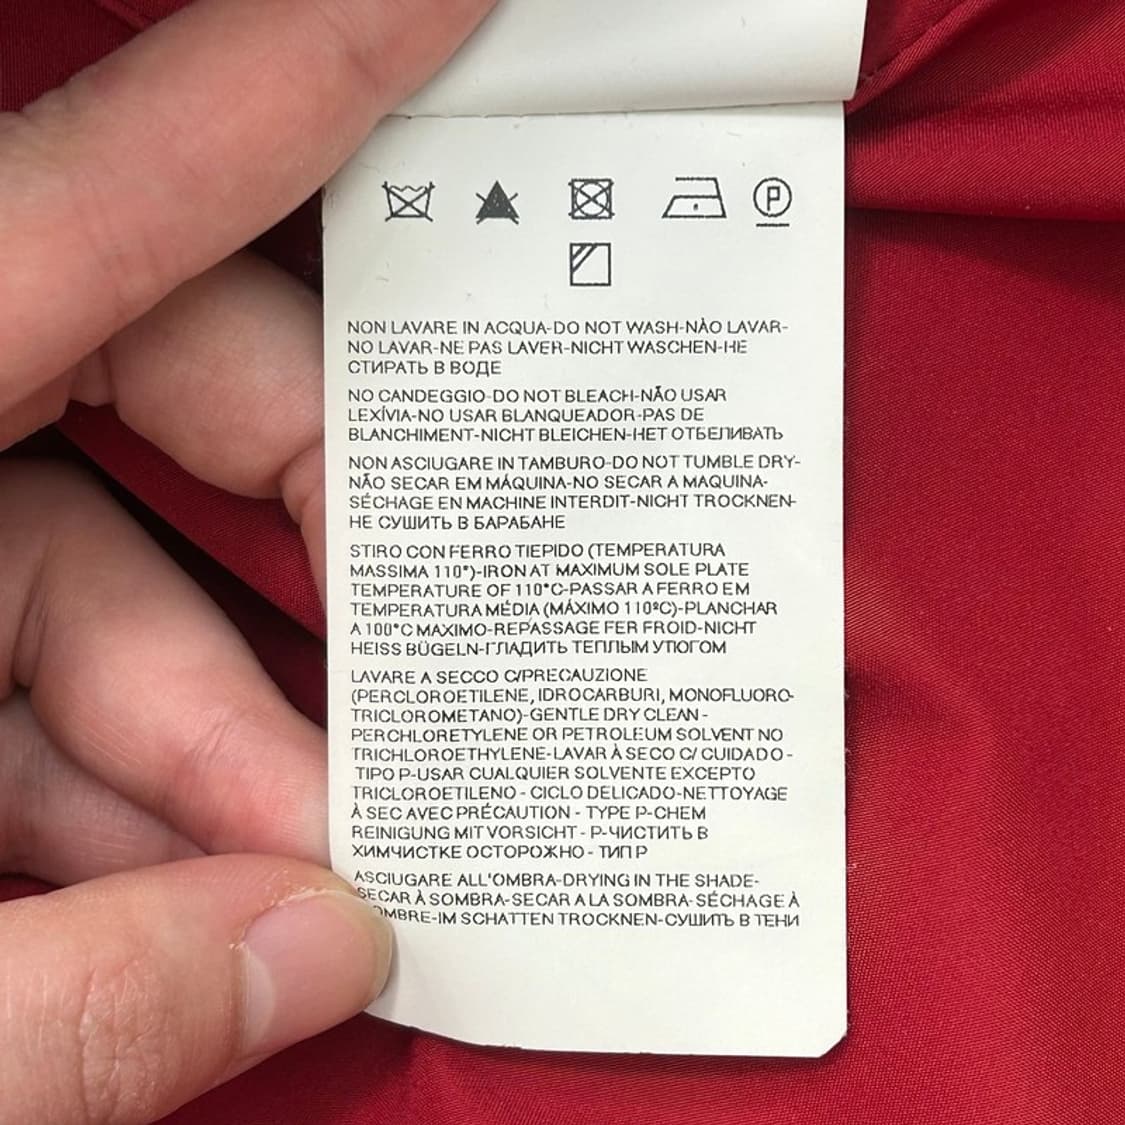 P
NON LAVARE IN ACQUA-DO NOT WASH-NÀO LAVAR-
NO LAVAR-NE PAS LAVER-NICHT WASCHEN-НЕ
СТИРАТЬ В ВОДЕ
NO CANDEGGIO-DO NOT BLEACH-NÃO USAR
LEXÍVIA-NO USAR BLANQUEADOR-PAS DE
BLANCHIMENT-NICHT BLEICHEN-НЕТ ОТБЕЛИВАТЬ
NON ASCIUGARE IN TAMBURO-DO NOT TUMBLE DRY-
NÃO SECAR EM MÁQUINA-NO SECAR A MAQUINA-
SÉCHAGE EN MACHINE INTERDIT-NICHT TROCKNEN-
НЕ СУШИТЬ В БАРАБАНЕ
STIRO CON FERRO TIEPIDO (TEMPERATURA
MASSIMA 110°)-IRON AT MAXIMUM SOLE PLATE
TEMPERATURE OF 110°C-PASSAR A FERRO EM
TEMPERATURA MÉDIA (MÁXIMO 110ºC)-PLANCHAR
A 100°C MAXIMO-REPASSAGE FER FROID-NICHT
HEISS BÜGELN-ГЛАДИТЬ ТЕПЛЫМ УТЮГОМ
LAVARE A SECCO C/PRECAUZIONE
(PERCLOROETILENE, IDROCARBURI, MONOFLUORO-
TRICLOROMETANO)-GENTLE DRY CLEAN -
PERCHLORETYLENE OR PETROLEUM SOLVENT NO
TRICHLOROETHYLENE-LAVAR À SECO C/ CUIDADO -
TIPO P-USAR CUALQUIER SOLVENTE EXCEPTO
TRICLOROETILENO - CICLO DELICADO-NETTOYAGE
À SEC AVEC PRÉCAUTION - TYPE P-CHEM
REINIGUNG MIT VORSICHT - P-ЧИСТИТЬ В
ХИМЧИСТКЕ ОСТОРОЖНО - ТИП P
ASCIUGARE ALL'OMBRA-DRYING IN THE SHADE-
SECAR À SOMBRA-SECAR A LA SOMBRA-SÉCHAGE À
OMBRE-IM SCHATTEN TROCKNEN-СУШИТЬ В ТЕНИ